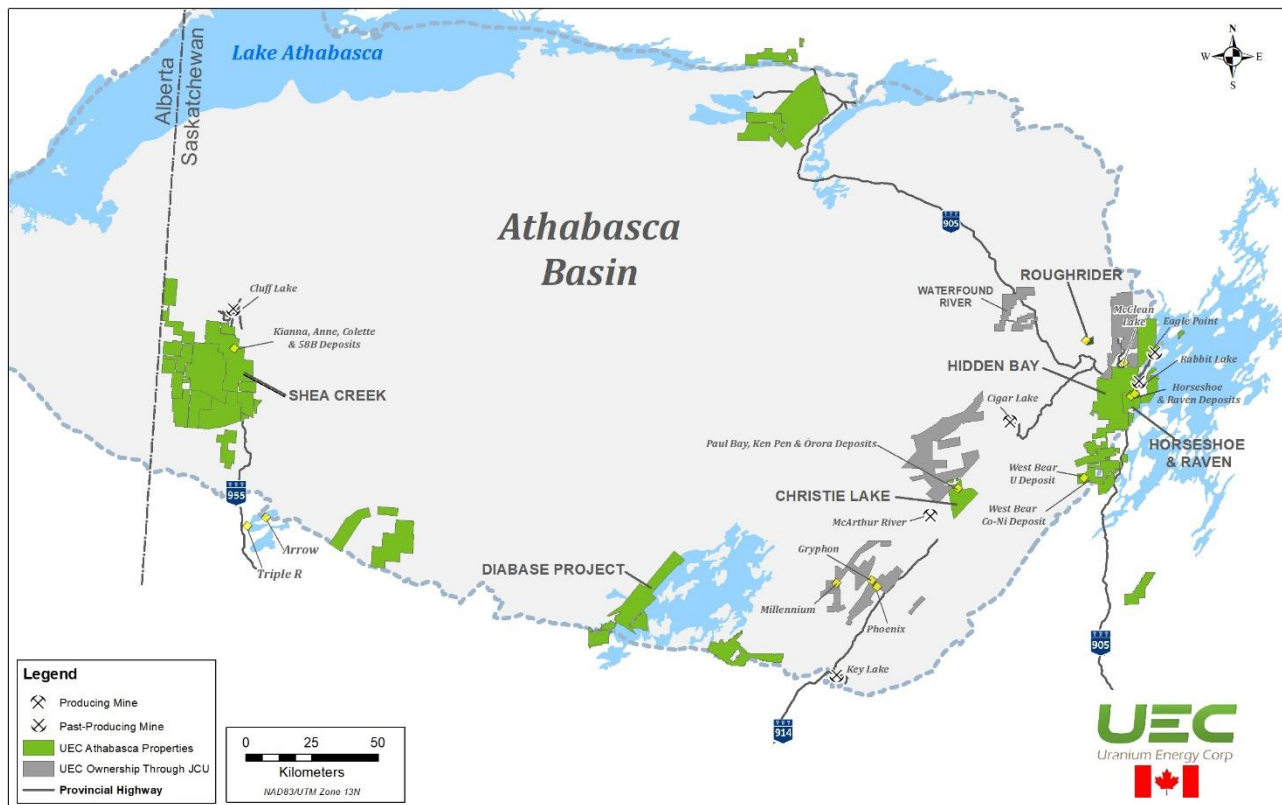 Lake Athabasca
Alberta
Saskatchewan
N
W E
S
Athabasca
Basin
905
ROUGHRIDER
WATERFOUND
RIVER
McClean
Lake
Eagle Point
Rabbit Lake
HIDDEN BAY
Horseshoe
& Raven Deposits
HORSESHOE
& RAVEN
Cluff Lake
Kianna, Anne, Colette
& 58B Deposits
SHEA CREEK
Cigar Lake
Paul Bay, Ken Pen & Ōrora Deposits
CHRISTIE LAKE
McArthur River
West Bear
U Deposit
West Bear
Co-Ni Deposit
955
Arrow
Triple R
DIABASE PROJECT
Gryphon
Millennium
Phoenix
Key Lake
905
914
Legend
Producing Mine
Past-Producing Mine
UEC Athabasca Properties
UEC Ownership Through JCU
Provincial Highway
0 25 50
Kilometers
NAD83/UTM Zone 13N
UEC
Uranium Energy Corp